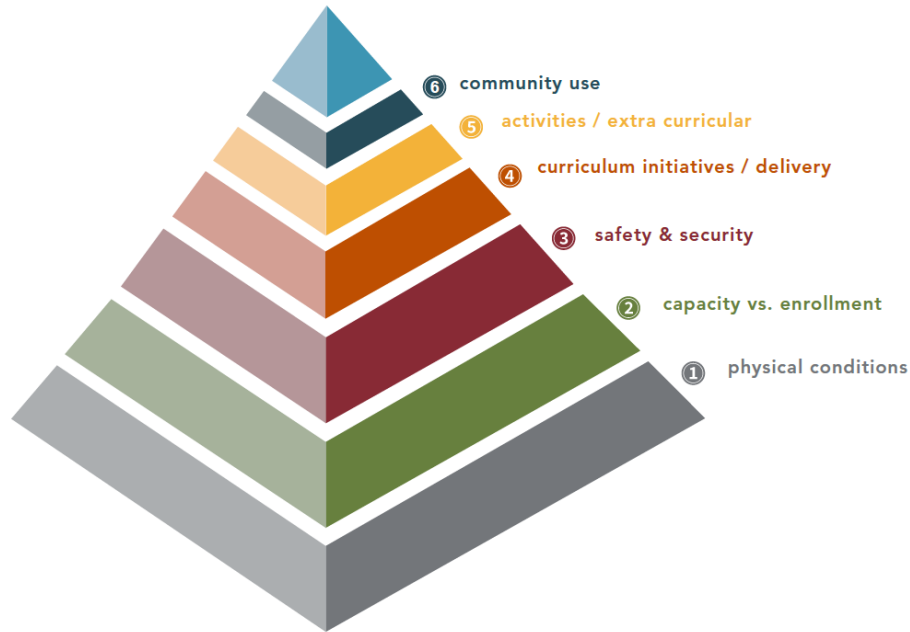 6 community use
5 activities / extra curricular
4 curriculum initiatives / delivery
3 safety & security
2 capacity vs. enrollment
1 physical conditions